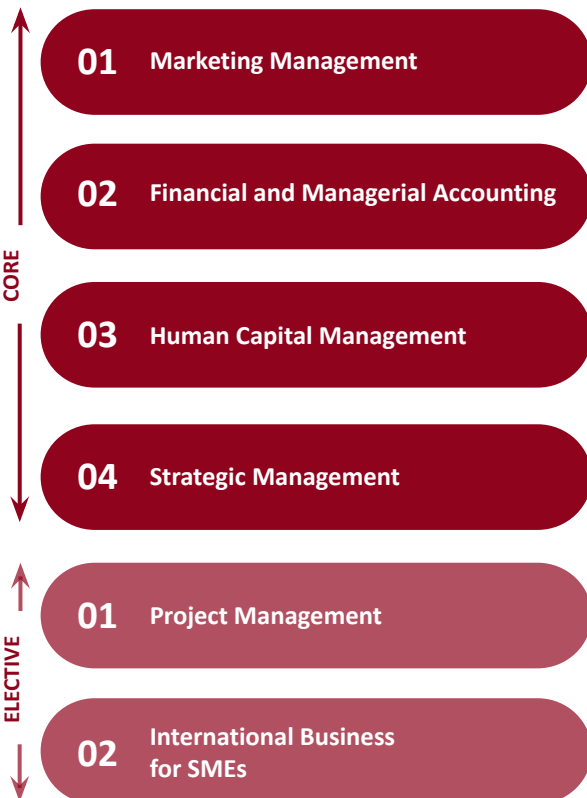 CORE
01 Marketing Management
02 Financial and Managerial Accounting
03 Human Capital Management
04 Strategic Management
ELECTIVE
01 Project Management
02 International Business
for SMEs